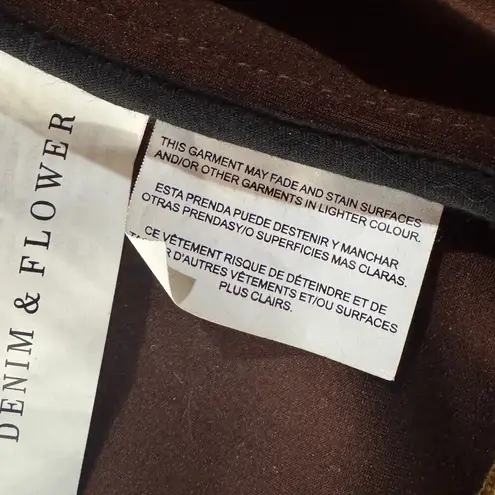 DENIM & FLOWER
THIS GARMENT MAY FADE AND STAIN SURFACES
AND/OR OTHER GARMENTS IN LIGHTER COLOUR.
ESTA PRENDA PUEDE DESTENIR Y MANCHAR
OTRAS PRENDASY/O SUPERFICIES MAS CLARAS.
CE VÊTEMENT RISQUE DE DÉTEINDRE ET DE
R D'AUTRES VÊTEMENTS ET/OU SURFACES
PLUS CLAIRS.